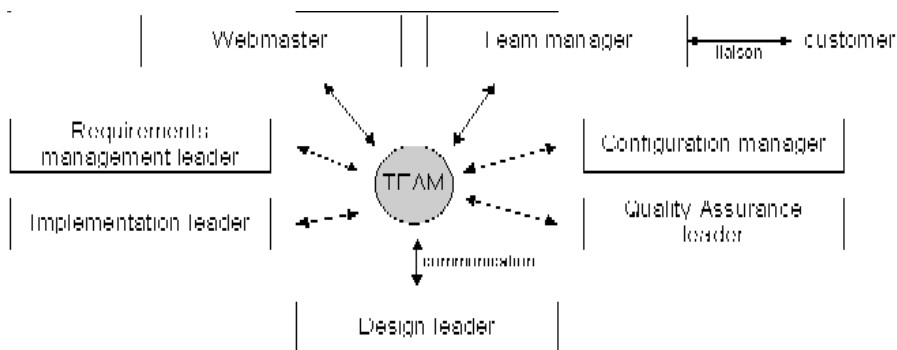 Webmaster
Team manager
customer
liaison
Requirements
management leader
Configuration manager
TEAM
Implementation leader
Quality Assurance
leader
communication
Design leader